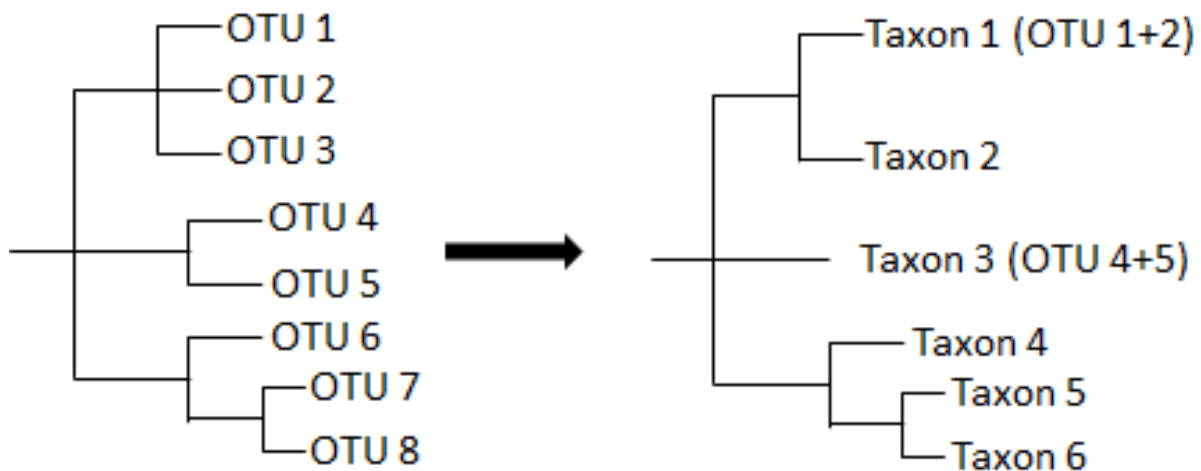 OTU 1
OTU 2
OTU 3
OTU 4
OTU 5
OTU 6
OTU 7
OTU 8
Taxon 1 (OTU 1+2)
Taxon 2
Taxon 3 (OTU 4+5)
Taxon 4
Taxon 5
Taxon 6